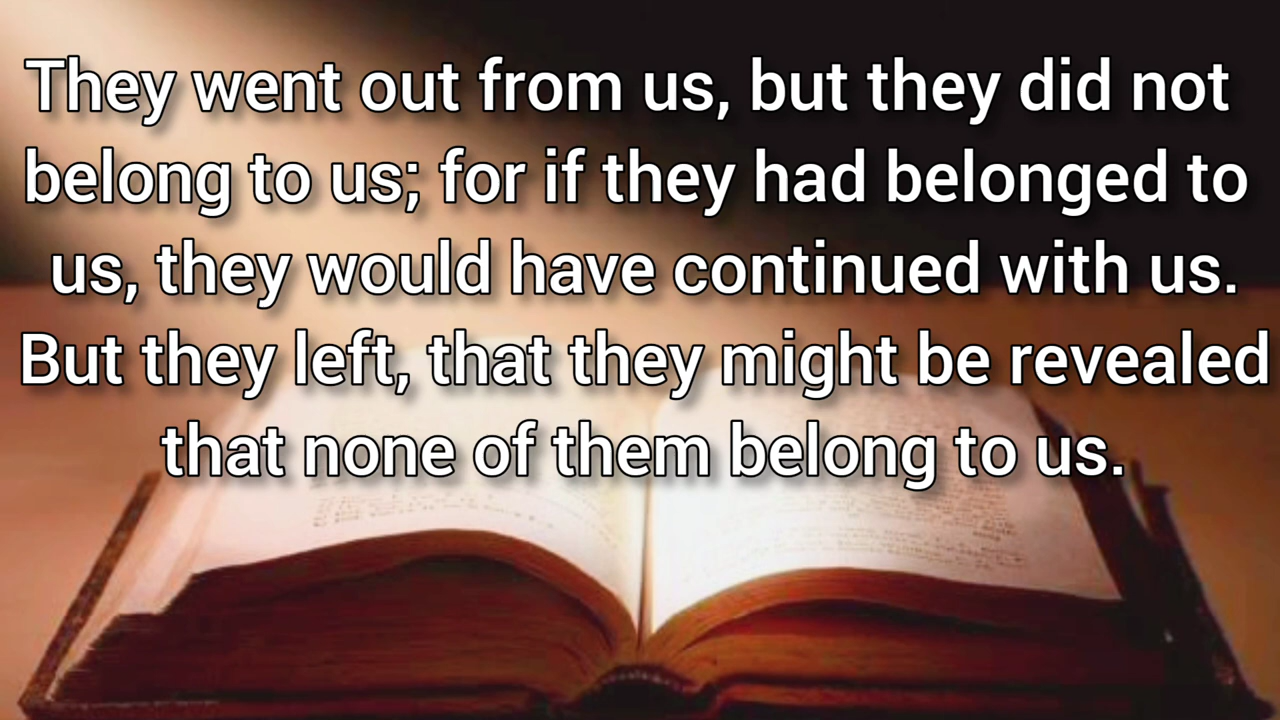 They went out from us, but they did not
belong to us; for if they had belonged to
us, they would have continued with us.
But they left, that they might be revealed
that none of them belong to us.